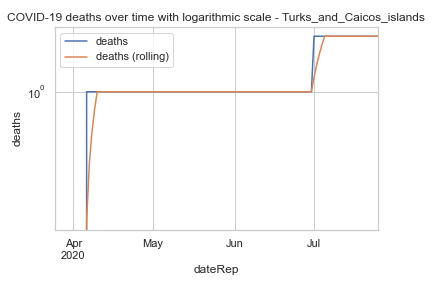 COVID-19 deaths over time with logarithmic scale - Turks_and_Caicos_islands
deaths
deaths (rolling)
10⁰
deaths
Apr
2020
May
Jun
Jul
dateRep